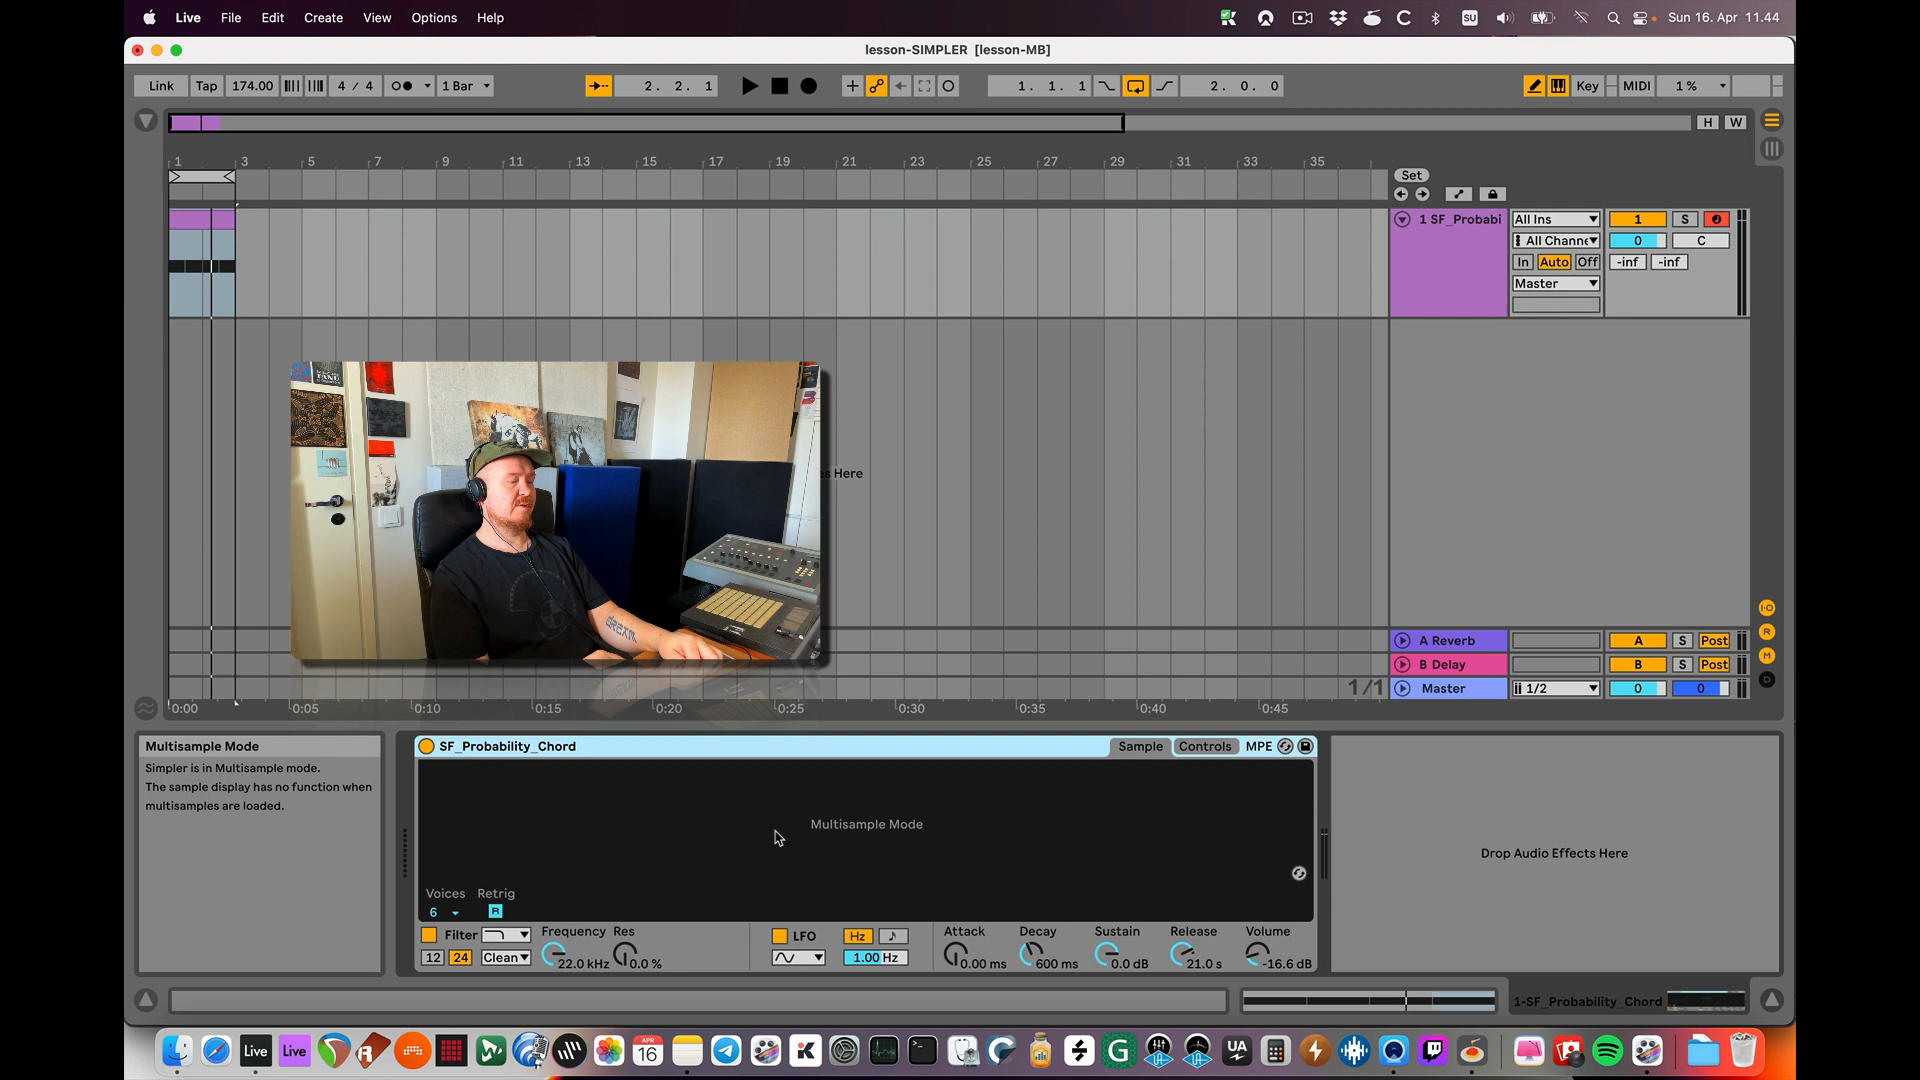 Live File Edit Create View Options Help
SU
Sun 16. Apr 11.44
lesson-SIMPLER [lesson-MB]
Link Tap 174.00 4 / 4 1 Bar
2. 2. 1
1. 1. 1
2. 0. 0
Key MIDI 1 %
H W
1 3 5 7 9 11 13 15 17 19 21 23 25 27 29 31 33 35
Set
1 SF_Probabi All Ins 1 S
All Channe 0 C
In Auto Off -inf -inf
Master
es Here
A Reverb A S Post
B Delay B S Post
1/1 Master 1/2 0 0
0:00 0:05 0:10 0:15 0:20 0:25 0:30 0:35 0:40 0:45
Multisample Mode
Simpler is in Multisample mode.
The sample display has no function when
multisamples are loaded.
SF_Probability_Chord Sample Controls MPE
Multisample Mode
Drop Audio Effects Here
Voices Retrig
6 R
Filter Frequency Res LFO Hz Attack Decay Sustain Release Volume
12 24 Clean 22.0 kHz 0.0 % 1.00 Hz 0.00 ms 600 ms 0.0 dB 21.0 s -16.6 dB
1-SF_Probability_Chord
Live Live APR 16 UA